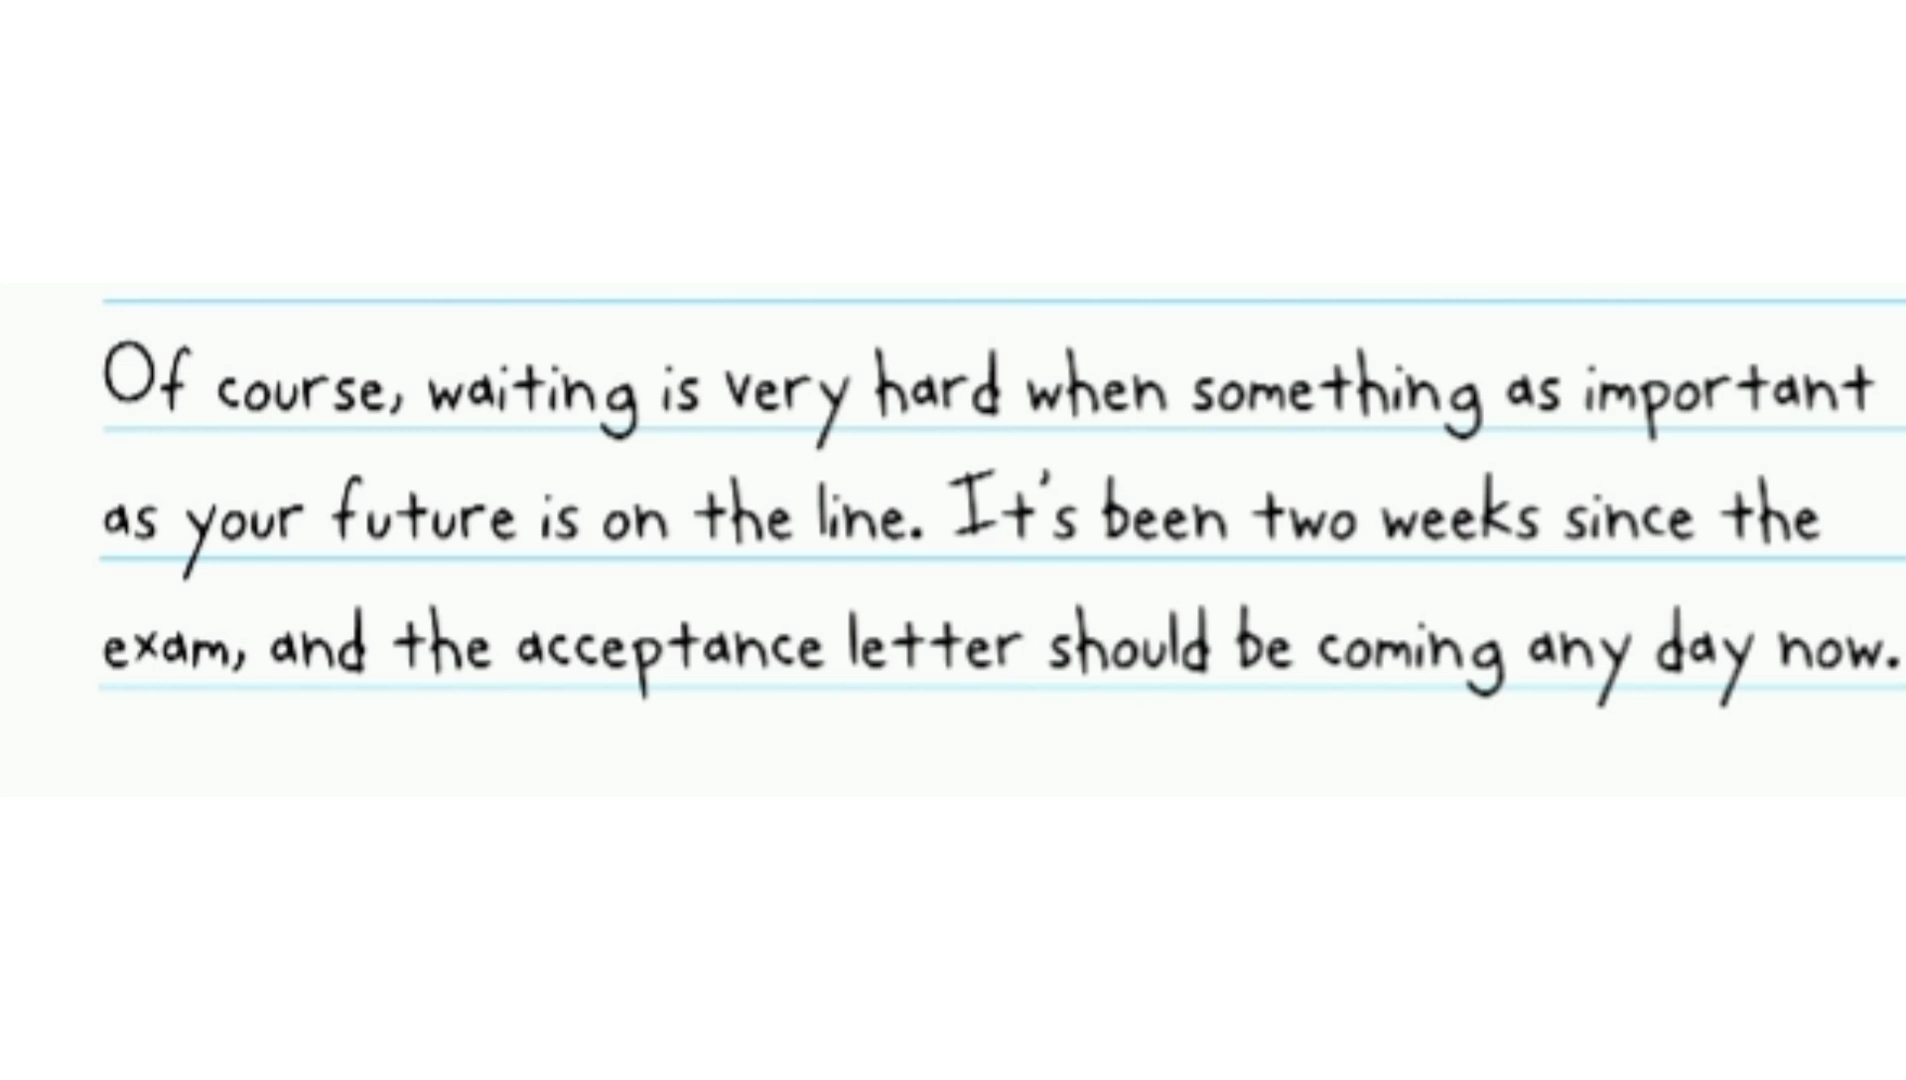 Of course, waiting is very hard when something as important
as your future is on the line. It's been two weeks since the
exam, and the acceptance letter should be coming any day now.